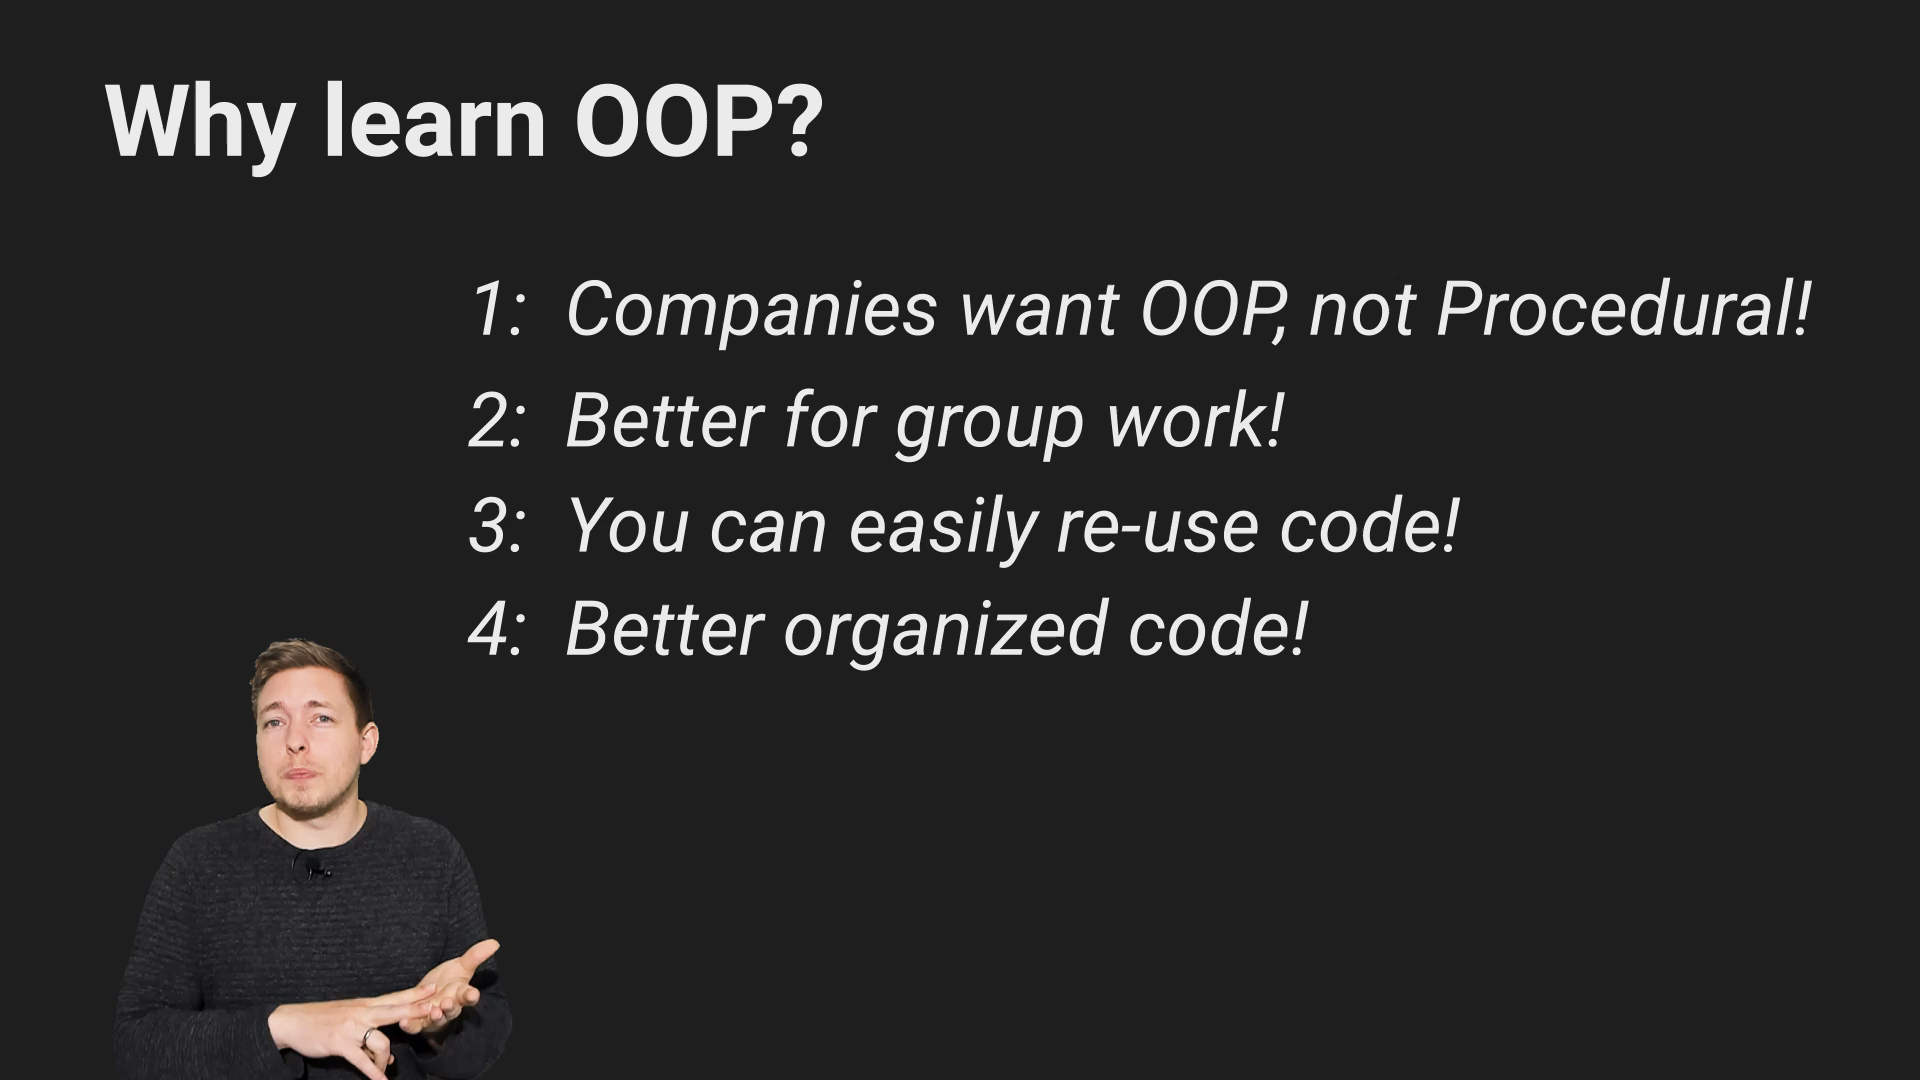 Why learn OOP?
1: Companies want OOP, not Procedural!
2: Better for group work!
3: You can easily re-use code!
4: Better organized code!